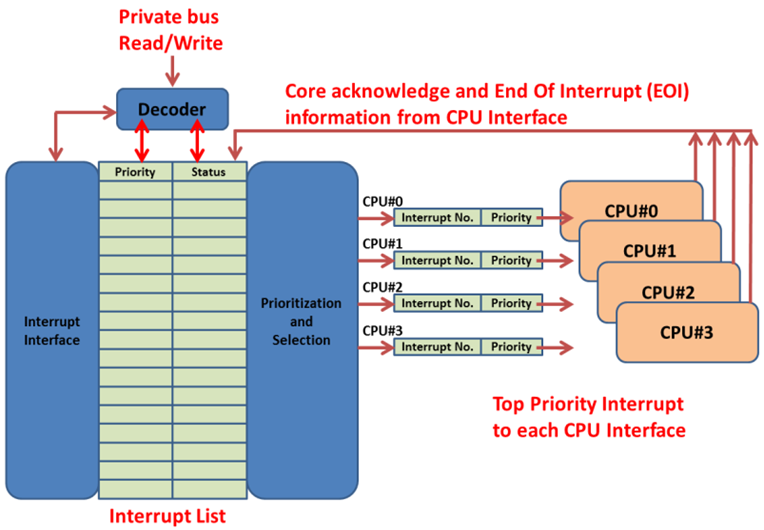 Private bus
Read/Write
Decoder
Core acknowledge and End Of Interrupt (EOI)
information from CPU Interface
Priority
Status
Interrupt
Interface
Prioritization
and
Selection
CPU#0
Interrupt No.
Priority
CPU#1
Interrupt No.
Priority
CPU#2
Interrupt No.
Priority
CPU#3
Interrupt No.
Priority
CPU#0
CPU#1
CPU#2
CPU#3
Top Priority Interrupt
to each CPU Interface
Interrupt List